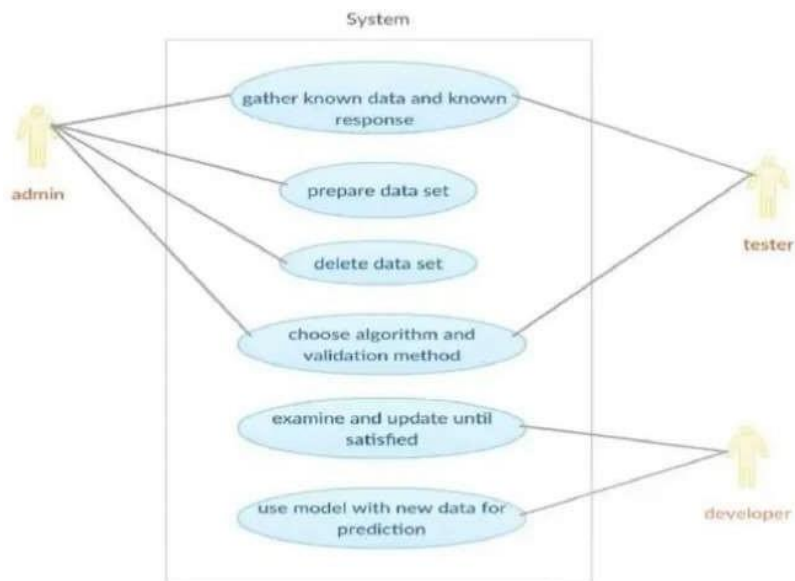 System
gather known data and known
response
admin
prepare data set
tester
delete data set
choose algorithm and
validation method
examine and update until
satisfied
developer
use model with new data for
prediction